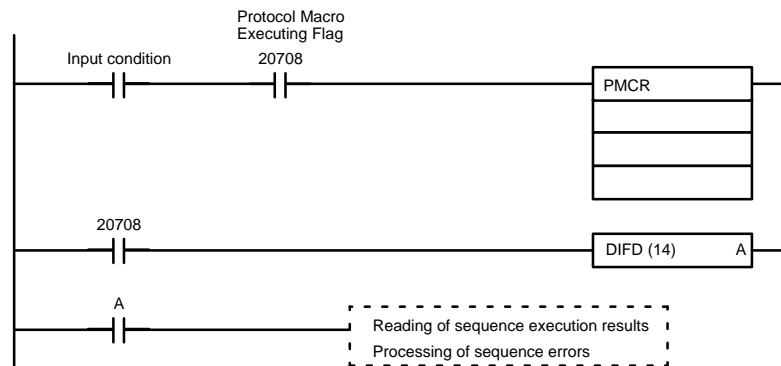 Protocol Macro
Executing Flag
Input condition
20708
PMCR
20708
DIFD (14) A
A
Reading of sequence execution results
Processing of sequence errors